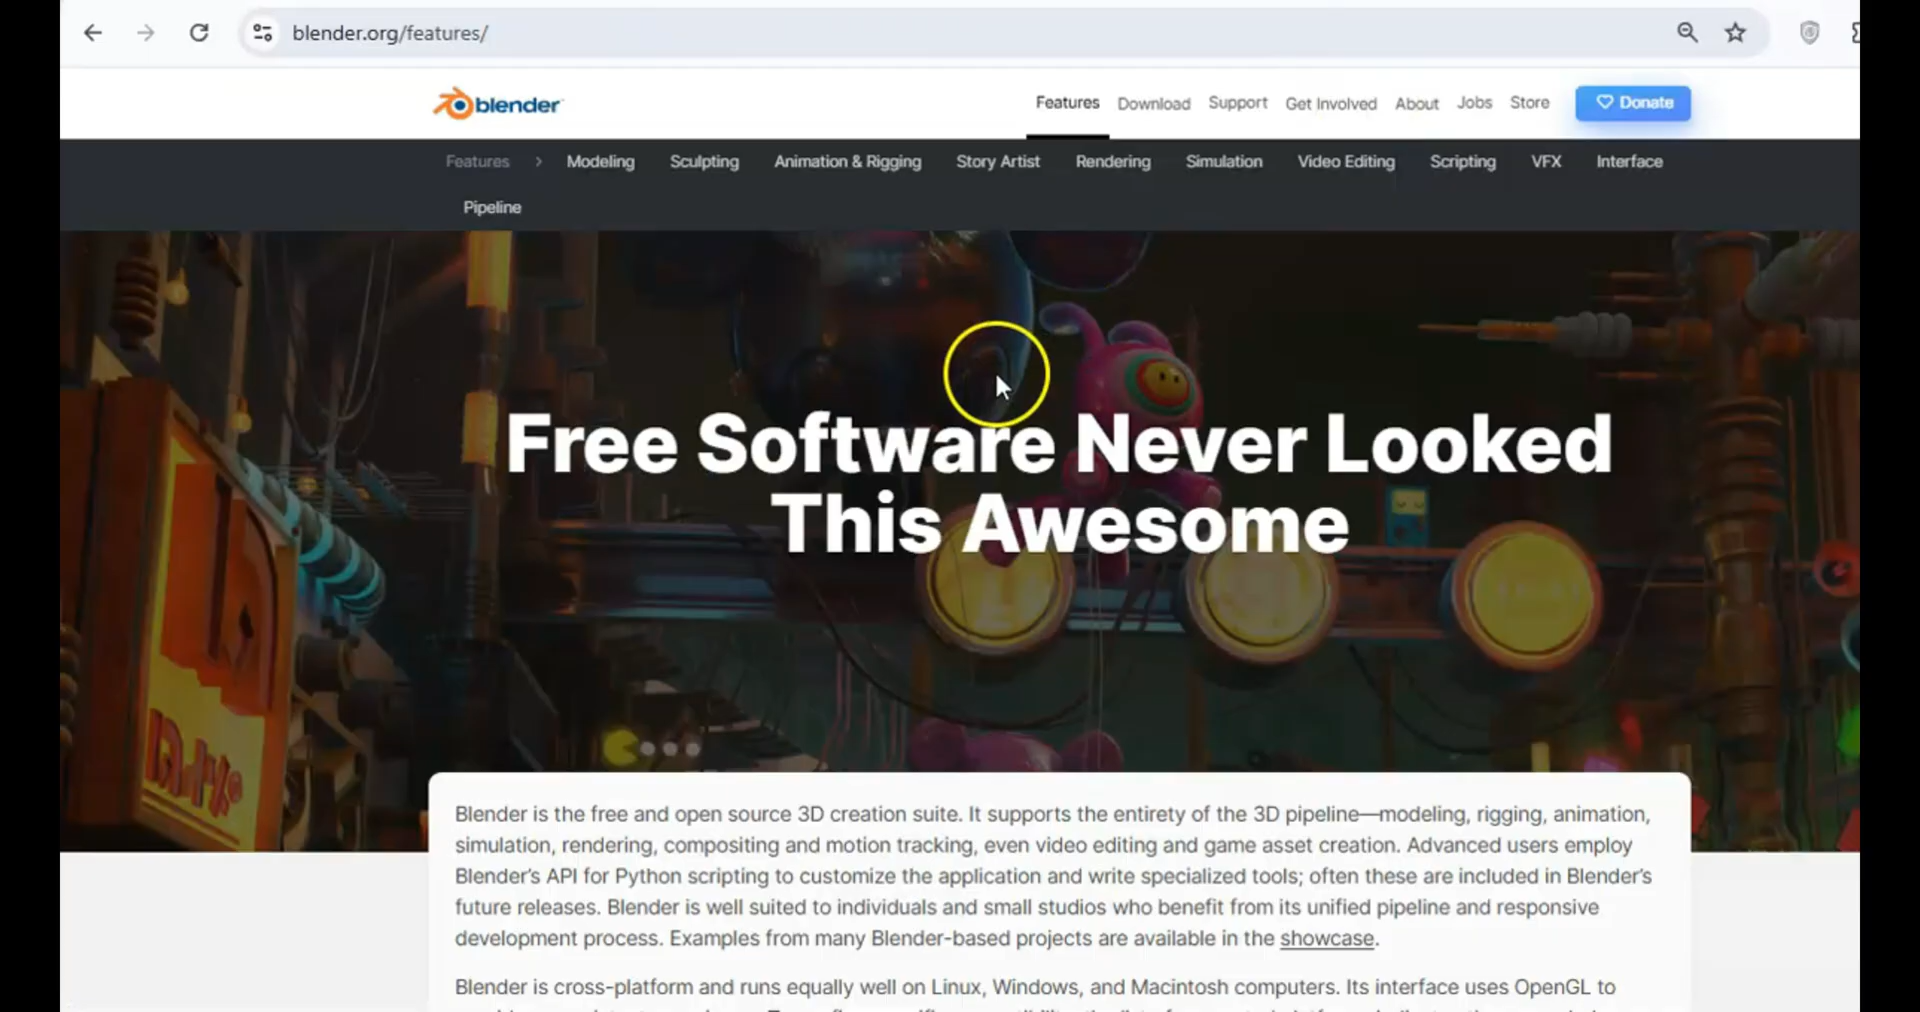 blender.org/features/
blender
Features Download Support Get Involved About Jobs Store Donate
Features > Modeling Sculpting Animation & Rigging Story Artist Rendering Simulation Video Editing Scripting VFX Interface
Pipeline
Free Software Never Looked
This Awesome
Blender is the free and open source 3D creation suite. It supports the entirety of the 3D pipeline—modeling, rigging, animation,
simulation, rendering, compositing and motion tracking, even video editing and game asset creation. Advanced users employ
Blender's API for Python scripting to customize the application and write specialized tools; often these are included in Blender's
future releases. Blender is well suited to individuals and small studios who benefit from its unified pipeline and responsive
development process. Examples from many Blender-based projects are available in the showcase.
Blender is cross-platform and runs equally well on Linux, Windows, and Macintosh computers. Its interface uses OpenGL to